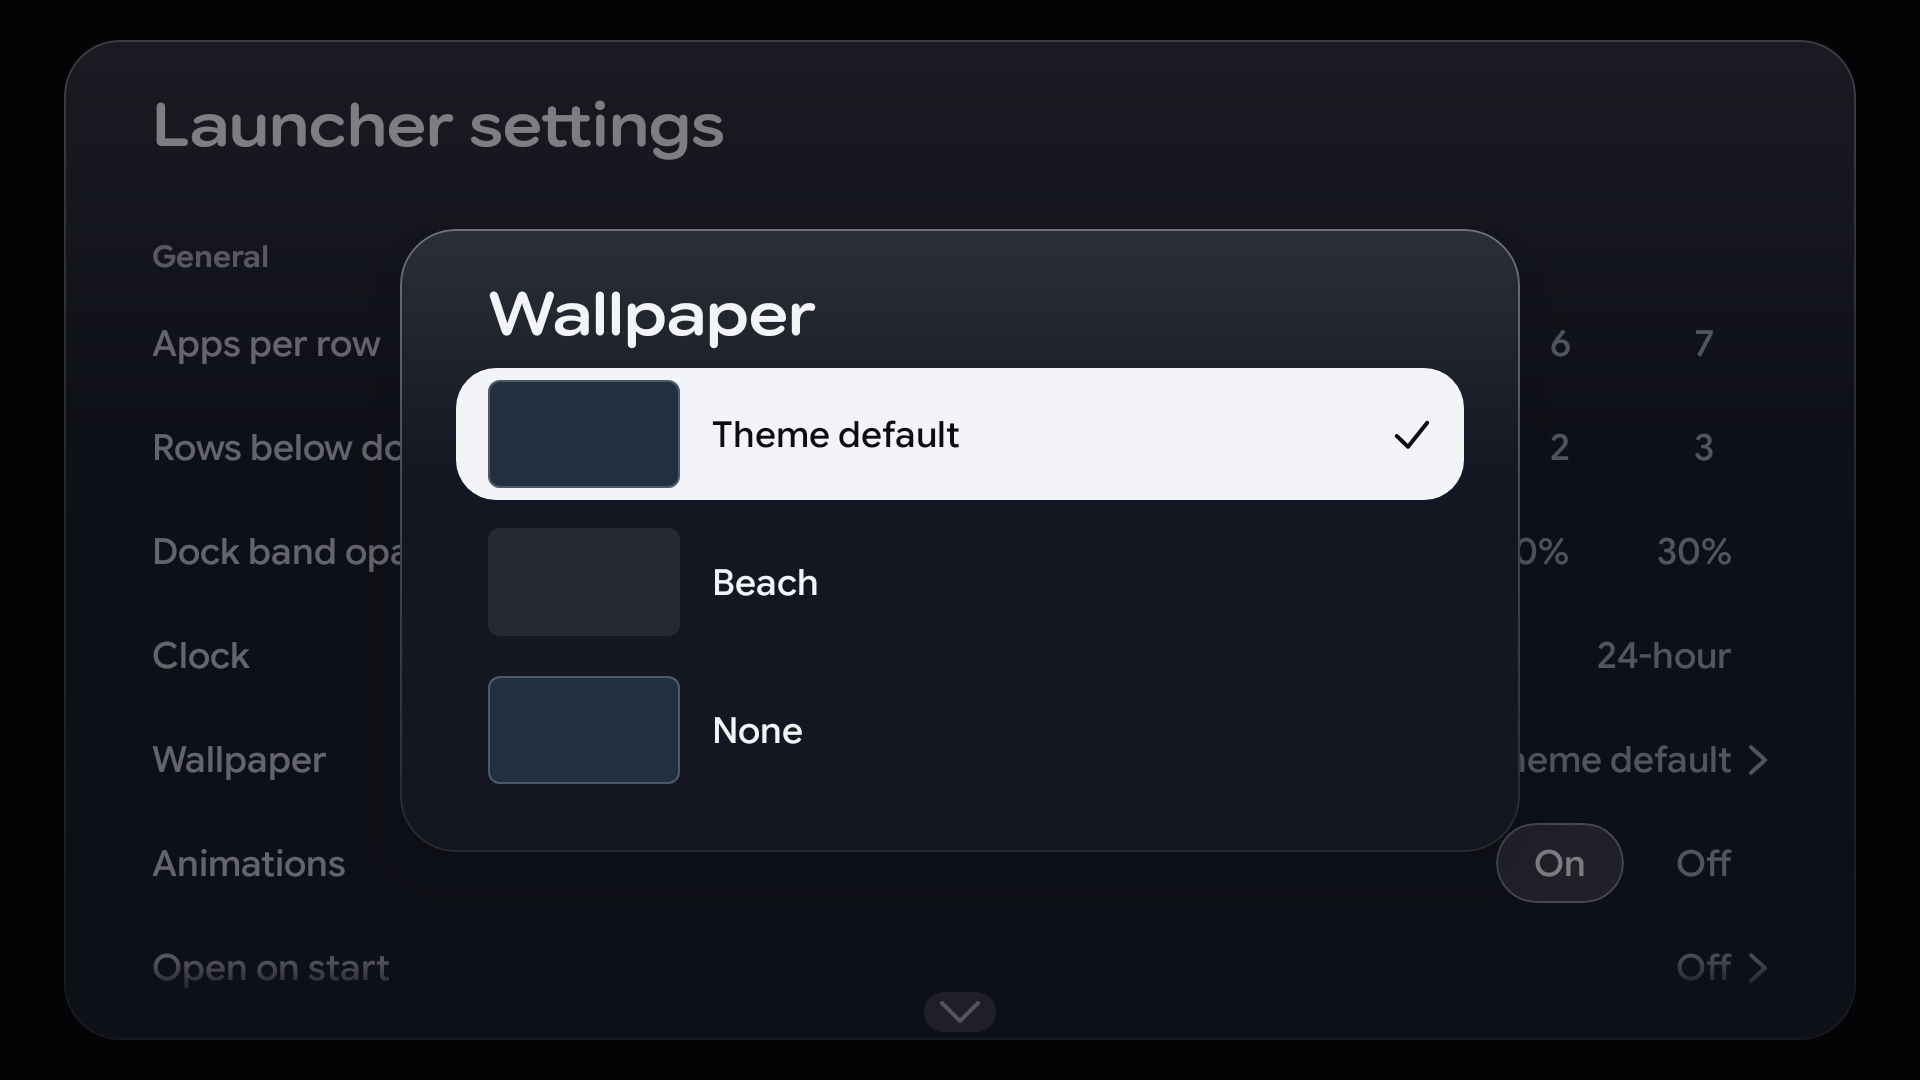 Launcher settings
General
Wallpaper
Apps per row
6
7
Theme default
Rows below do
2
3
Dock band opa
0%
30%
Beach
Clock
24-hour
None
Wallpaper
heme default
Animations
On
Off
Open on start
Off